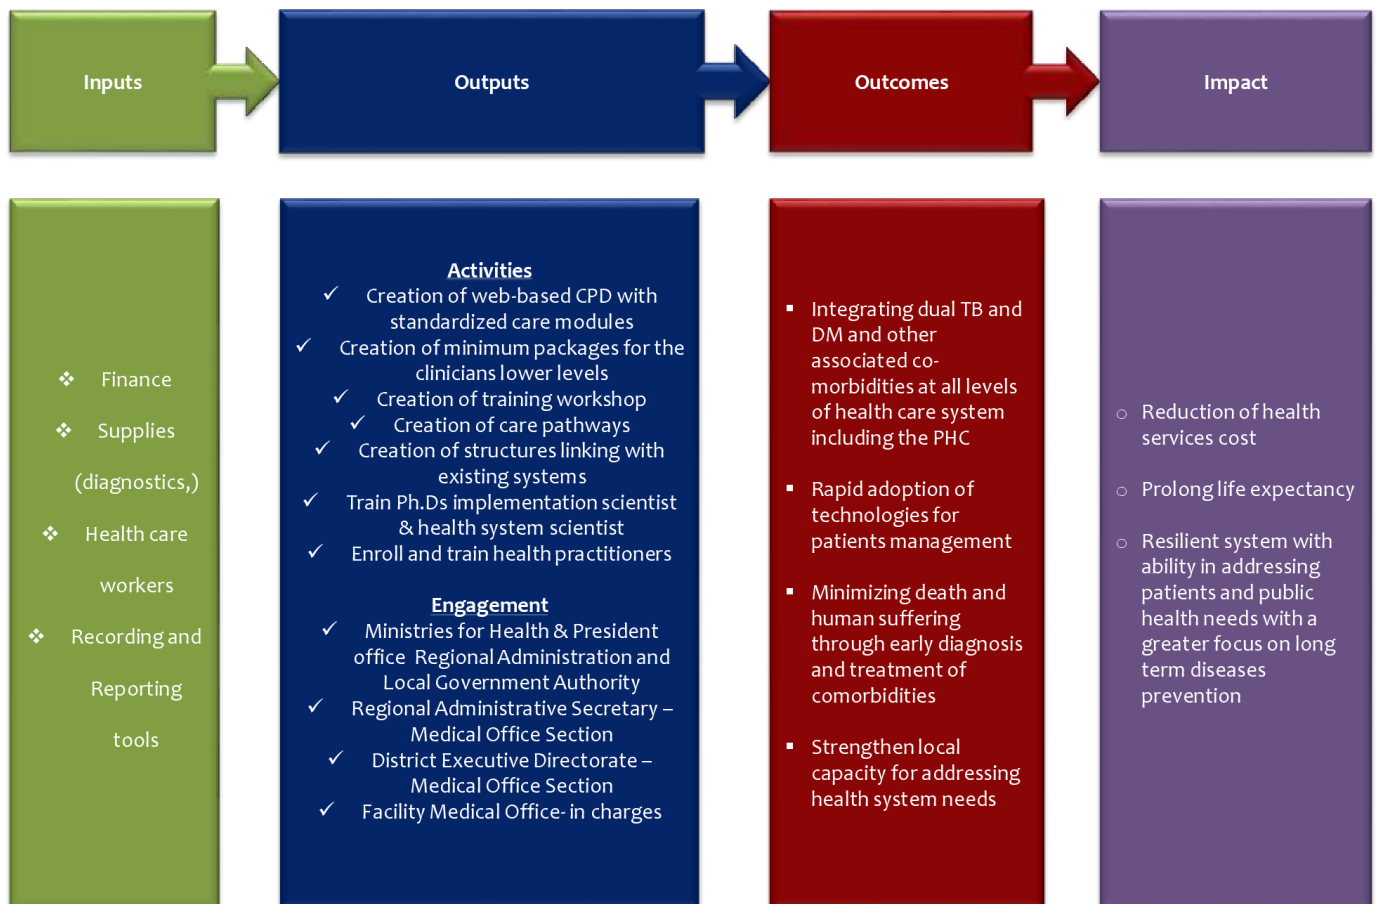 Inputs
Outputs
Outcomes
Impact
❖ Finance
❖ Supplies
(diagnostics,)
❖ Health care
workers
❖ Recording and
Reporting
tools
Activities
✓ Creation of web-based CPD with
standardized care modules
✓ Creation of minimum packages for the
clinicians lower levels
✓ Creation of training workshop
✓ Creation of care pathways
✓ Creation of structures linking with
existing systems
✓ Train Ph.Ds implementation scientist
& health system scientist
✓ Enroll and train health practitioners
Engagement
✓ Ministries for Health & President
office Regional Administration and
Local Government Authority
✓ Regional Administrative Secretary –
Medical Office Section
✓ District Executive Directorate –
Medical Office Section
✓ Facility Medical Office- in charges
▪ Integrating dual TB and
DM and other
associated co-
morbidities at all levels
of health care system
including the PHC
▪ Rapid adoption of
technologies for
patients management
▪ Minimizing death and
human suffering
through early diagnosis
and treatment of
comorbidities
▪ Strengthen local
capacity for addressing
health system needs
○ Reduction of health
services cost
○ Prolong life expectancy
○ Resilient system with
ability in addressing
patients and public
health needs with a
greater focus on long
term diseases
prevention